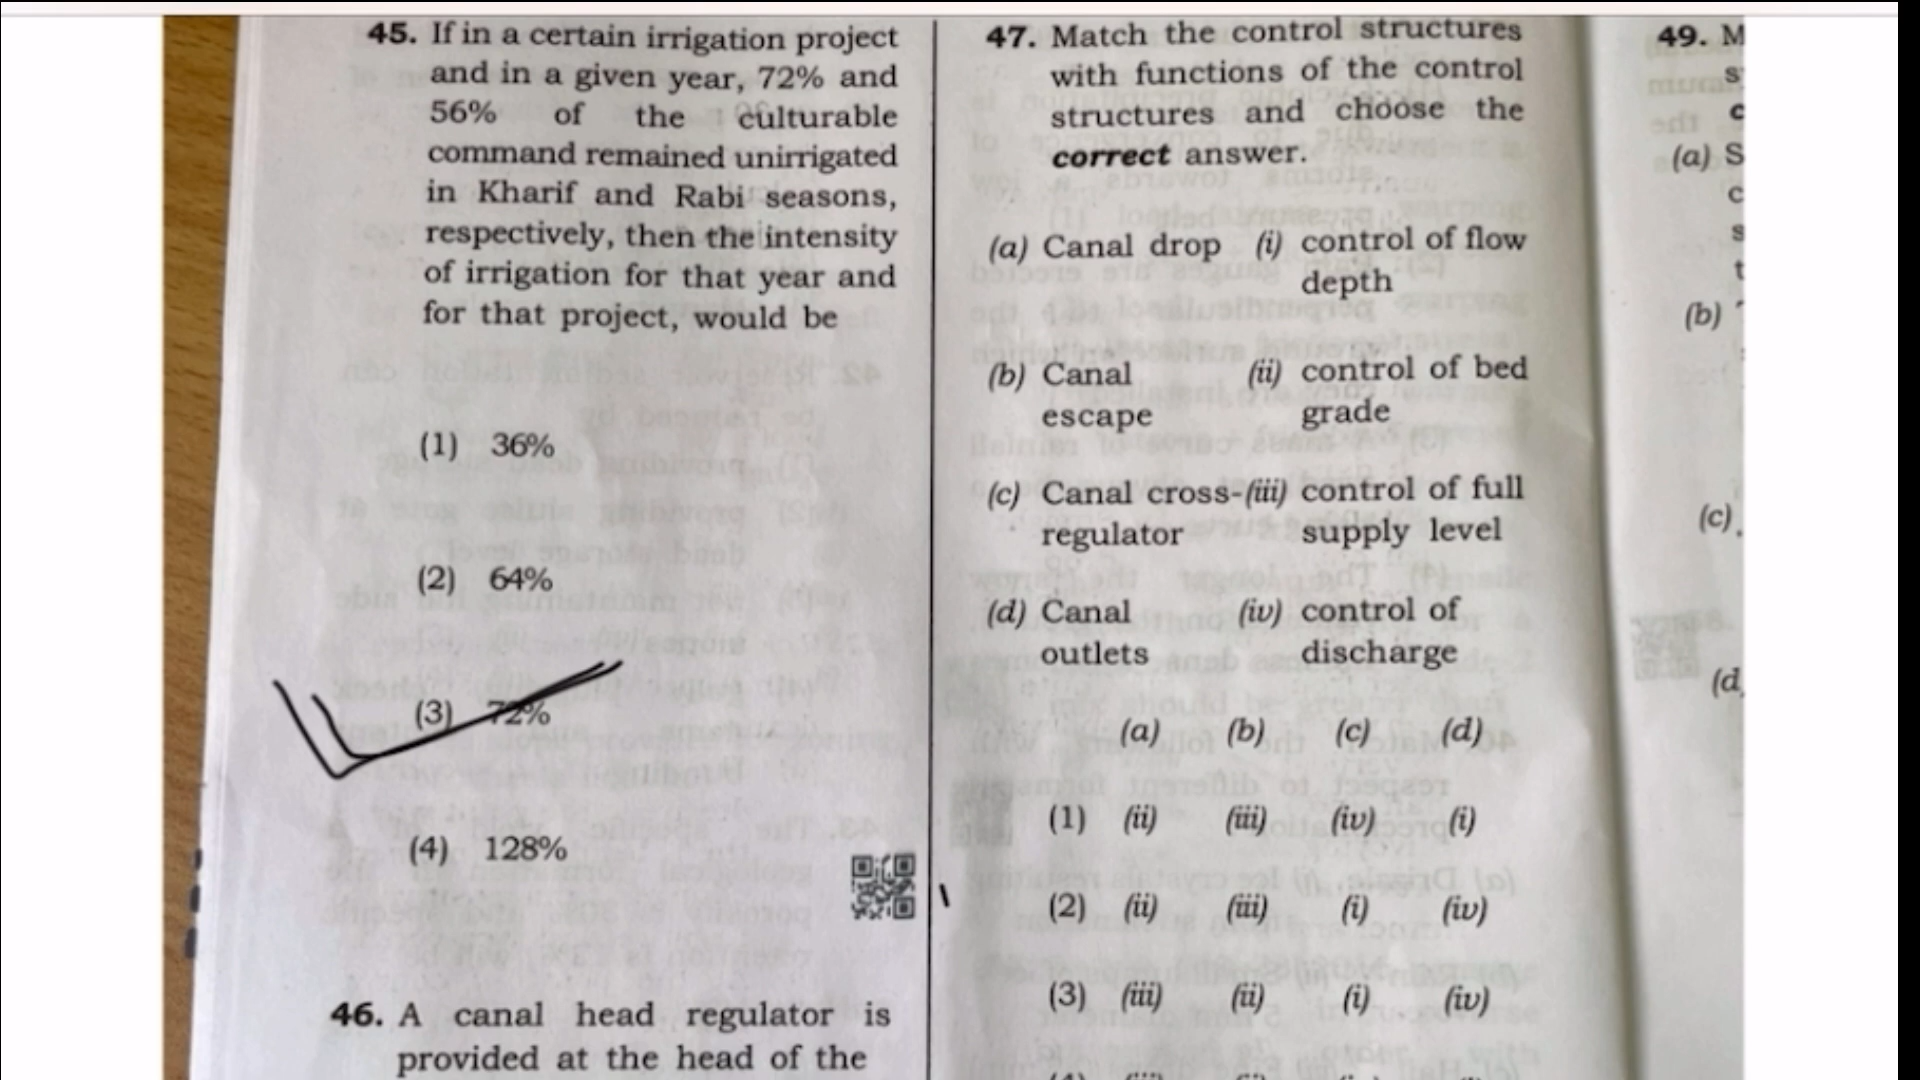 45. If in a certain irrigation project
and in a given year, 72% and
56% of the culturable
command remained unirrigated
in Kharif and Rabi seasons,
respectively, then the intensity
of irrigation for that year and
for that project, would be
(1) 36%
(2) 64%
(3) 72%
(4) 128%
46. A canal head regulator is
provided at the head of the
47. Match the control structures
with functions of the control
structures and choose the
correct answer.
(a) Canal drop (i) control of flow
depth
(b) Canal (ii) control of bed
escape grade
(c) Canal cross- (iii) control of full
regulator supply level
(d) Canal (iv) control of
outlets discharge
(a) (b) (c) (d)
(1) (ii) (iii) (iv) (i)
(2) (ii) (iii) (i) (iv)
(3) (iii) (ii) (i) (iv)
49. M
(a) S
(b)
(c)
(d